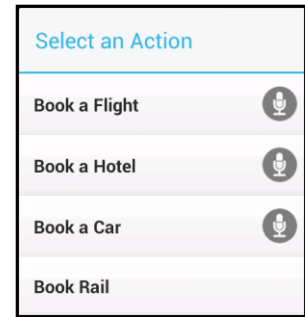 Select an Action
Book a Flight
Book a Hotel
Book a Car
Book Rail